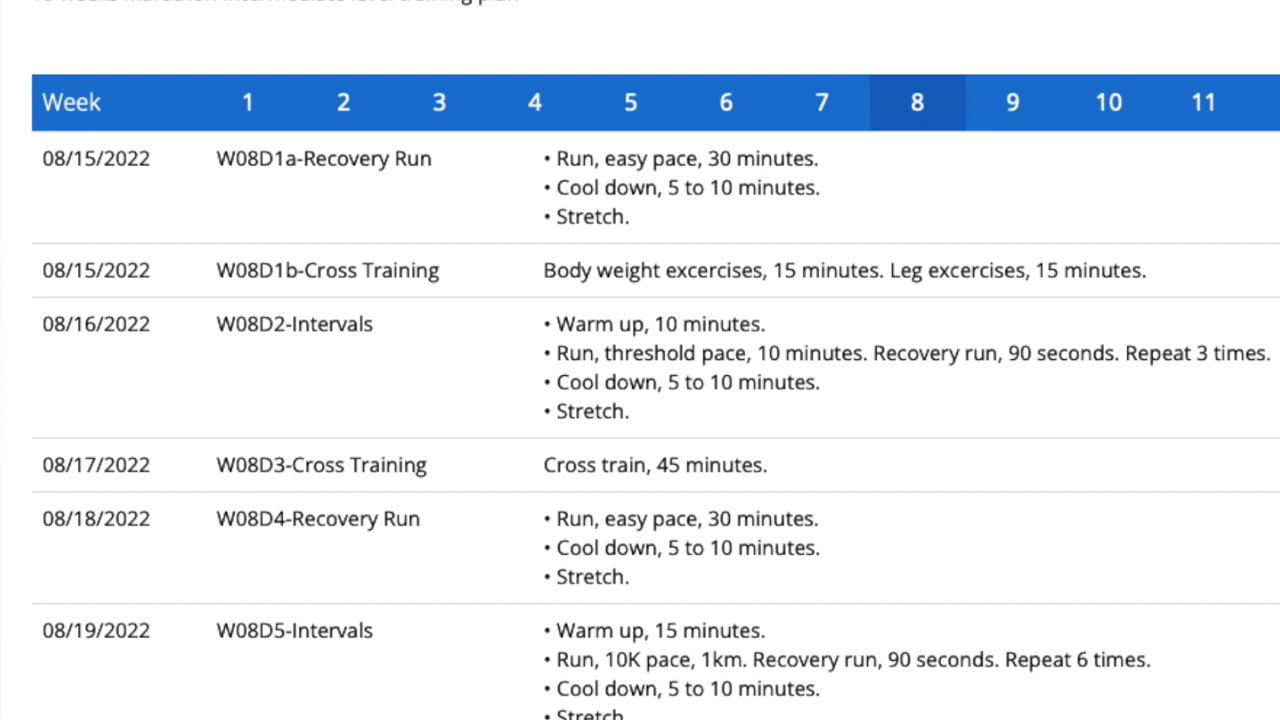 Week 1 2 3 4 5 6 7 8 9 10 11
08/15/2022 W08D1a-Recovery Run • Run, easy pace, 30 minutes.
• Cool down, 5 to 10 minutes.
• Stretch.
08/15/2022 W08D1b-Cross Training Body weight excercises, 15 minutes. Leg excercises, 15 minutes.
08/16/2022 W08D2-Intervals • Warm up, 10 minutes.
• Run, threshold pace, 10 minutes. Recovery run, 90 seconds. Repeat 3 times.
• Cool down, 5 to 10 minutes.
• Stretch.
08/17/2022 W08D3-Cross Training Cross train, 45 minutes.
08/18/2022 W08D4-Recovery Run • Run, easy pace, 30 minutes.
• Cool down, 5 to 10 minutes.
• Stretch.
08/19/2022 W08D5-Intervals • Warm up, 15 minutes.
• Run, 10K pace, 1km. Recovery run, 90 seconds. Repeat 6 times.
• Cool down, 5 to 10 minutes.
• Stretch